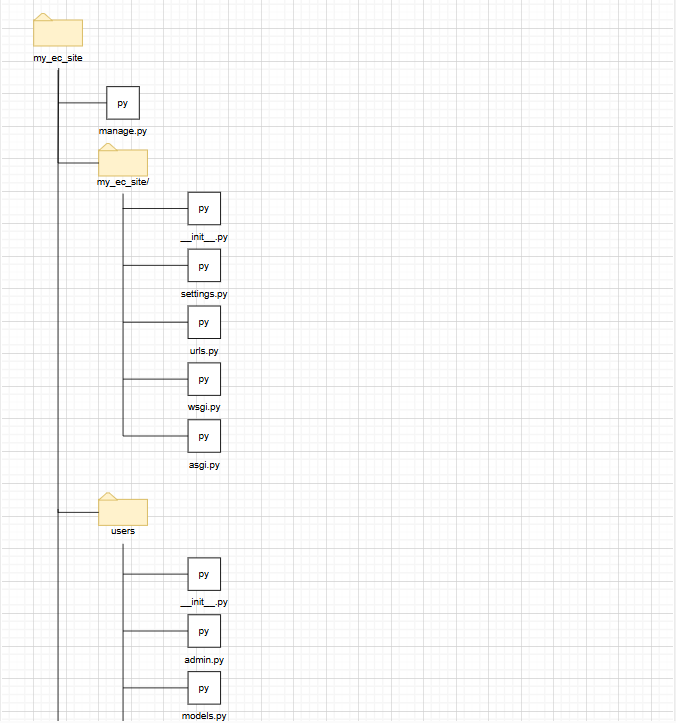 my_ec_site
py
manage.py
my_ec_site/
py
__init__.py
py
settings.py
py
urls.py
py
wsgi.py
py
asgi.py
users
py
__init__.py
py
admin.py
py
models.py